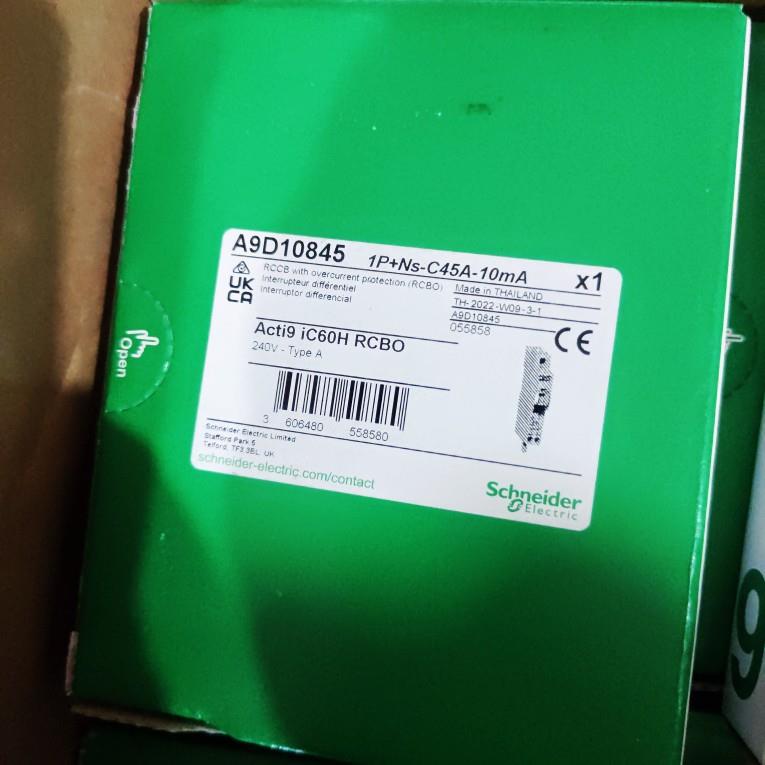 A9D10845 1P+Ns-C45A-10mA x1
RCCB with overcurrent protection (RCBO)
Interrupteur différentiel
Interruptor diferencial
UK
CA
Made in THAILAND
TH-2022-W09-3-1
A9D10845
055858
CE
Acti9 iC60H RCBO
240V - Type A
3 606480 558580
Schneider Electric Limited
Stafford Park 5
Telford, TF3 3BL, UK
schneider-electric.com/contact
Schneider
Electric
Open
9